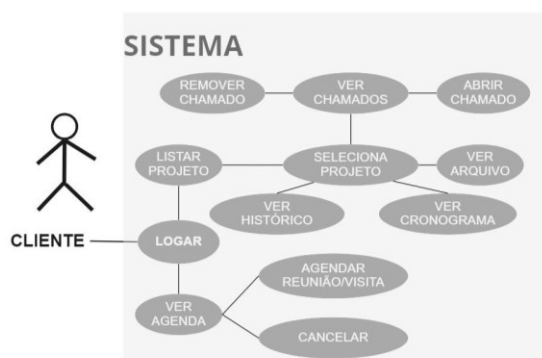 SISTEMA
REMOVER
CHAMADO
VER
CHAMADOS
ABRIR
CHAMADO
LISTAR
PROJETO
SELECIONA
PROJETO
VER
ARQUIVO
VER
HISTÓRICO
VER
CRONOGRAMA
CLIENTE
LOGAR
AGENDAR
REUNIÃO/VISITA
VER
AGENDA
CANCELAR